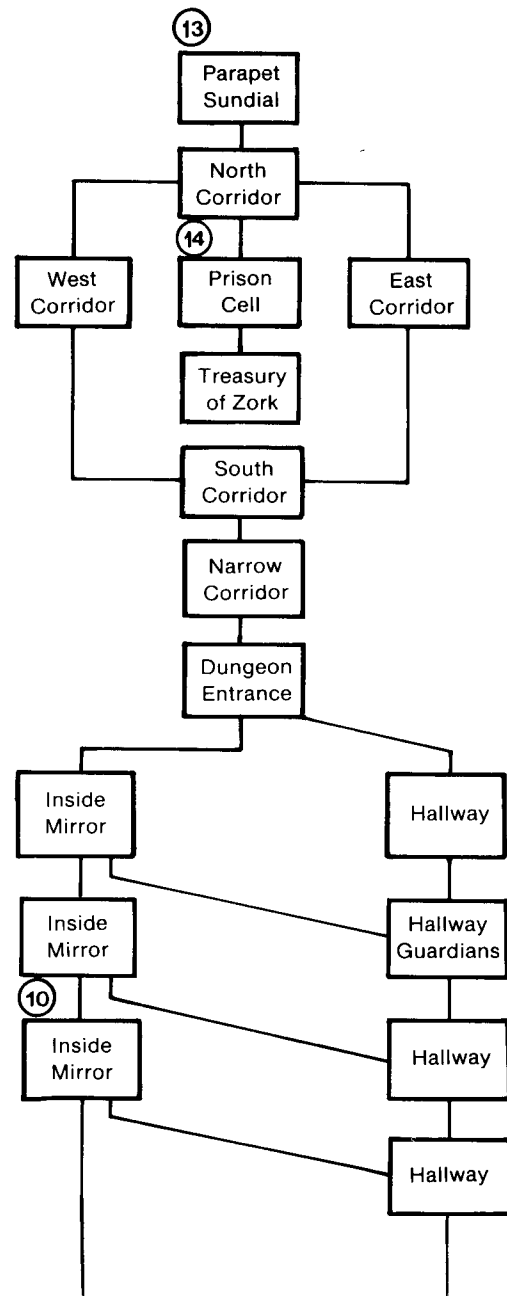 13
Parapet
Sundial
North
Corridor
14
West
Corridor
Prison
Cell
East
Corridor
Treasury
of Zork
South
Corridor
Narrow
Corridor
Dungeon
Entrance
Inside
Mirror
Hallway
Inside
Mirror
Hallway
Guardians
10
Inside
Mirror
Hallway
Hallway